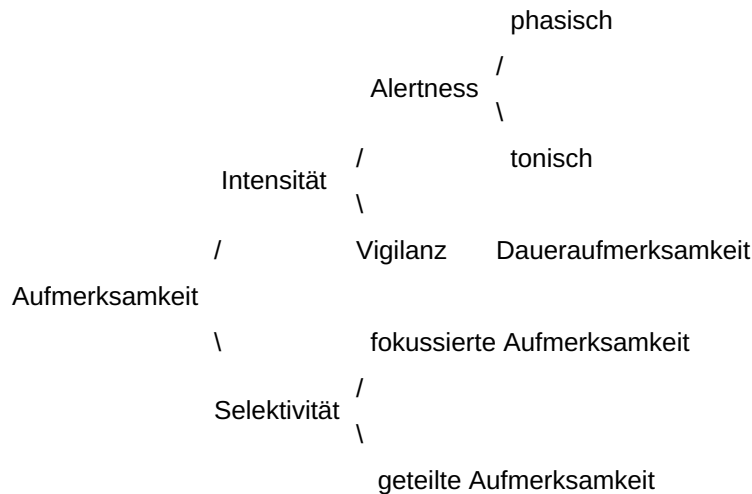 phasisch
/
Alertness
\
/ tonisch
Intensität
\
/ Vigilanz Daueraufmerksamkeit
Aufmerksamkeit
\ fokussierte Aufmerksamkeit
/
Selektivität
\
geteilte Aufmerksamkeit